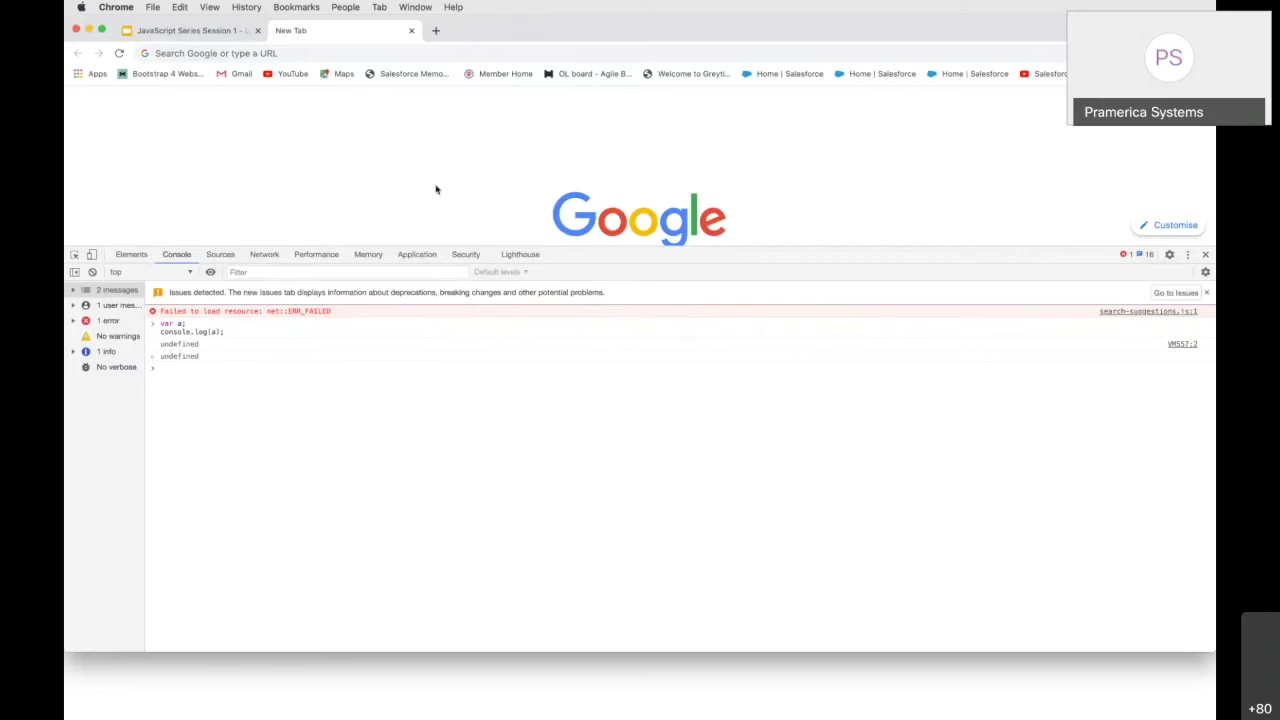 Chrome File Edit View History Bookmarks People Tab Window Help
JavaScript Series Session 1 - 
New Tab
Search Google or type a URL
Apps Bootstrap 4 Webs... Gmail YouTube Maps Salesforce Memo... Member Home OL board - Agile B... Welcome to Greyti... Home | Salesforce Home | Salesforce Home | Salesforce Salesforc
PS
Pramerica Systems
Google
Customise
Elements Console Sources Network Performance Memory Application Security Lighthouse
1 16
top
Filter
Default levels
2 messages
Issues detected. The new Issues tab displays information about deprecations, breaking changes and other potential problems.
Go to Issues
1 user mes...
Failed to load resource: net::ERR_FAILED
search-suggestions.js:1
1 error
var a;
console.log(a);
No warnings
undefined
VM557:2
1 info
undefined
No verbose
+80